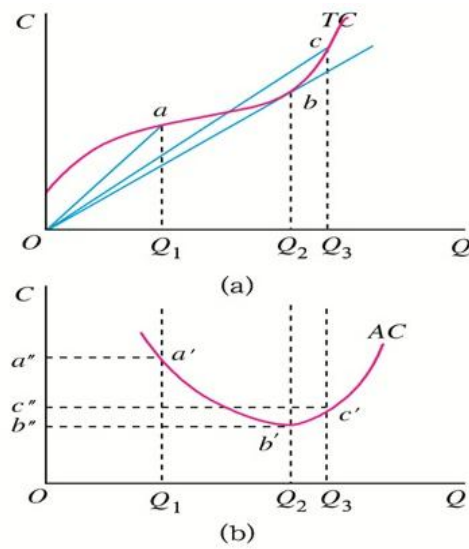 C
TC
c
a
b
O
Q₁
Q₂
Q₃
Q
(a)
C
AC
a″
a′
c″
c′
b″
b′
O
Q₁
Q₂
Q₃
Q
(b)